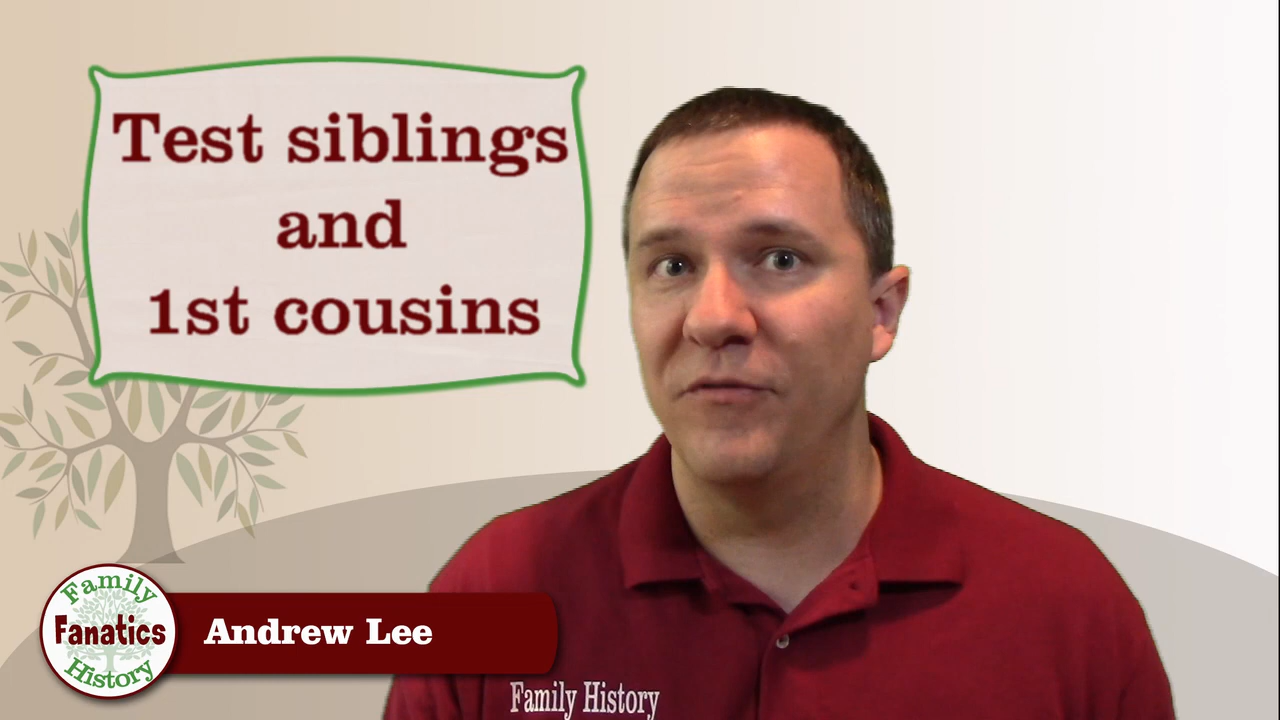 Test siblings
and
1st cousins
Family
Fanatics
History
Andrew Lee
Family History